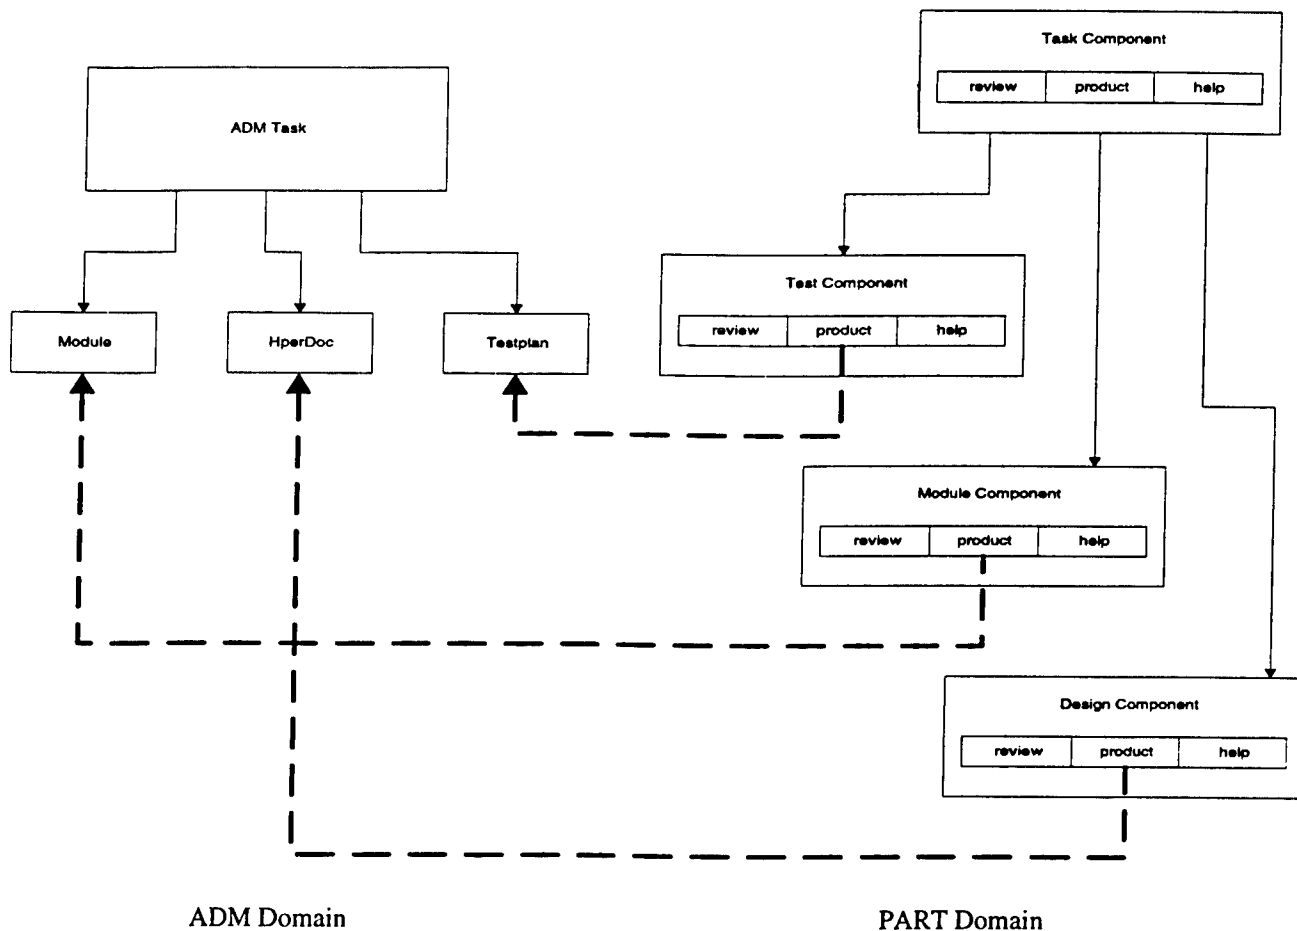 Task Component
review product help
ADM Task
Test Component
review product help
Module HperDoc Testplan
Module Component
review product help
Design Component
review product help
ADM Domain PART Domain